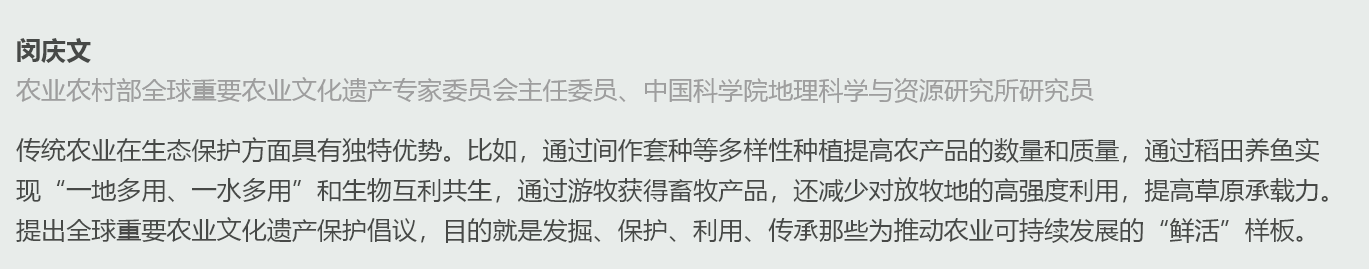 闵庆文
农业农村部全球重要农业文化遗产专家委员会主任委员、中国科学院地理科学与资源研究所研究员
传统农业在生态保护方面具有独特优势。比如，通过间作套种等多样性种植提高农产品的数量和质量，通过稻田养鱼实
现“一地多用、一水多用”和生物互利共生，通过游牧获得畜牧产品，还减少对放牧地的高强度利用，提高草原承载力。
提出全球重要农业文化遗产保护倡议，目的就是发掘、保护、利用、传承那些为推动农业可持续发展的“鲜活”样板。